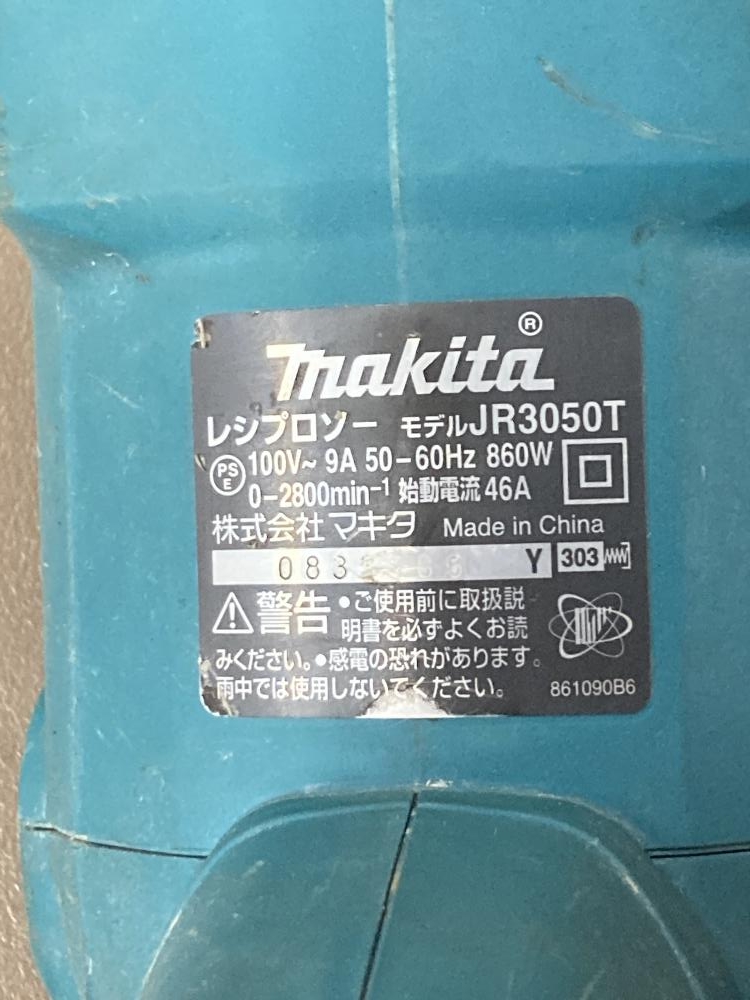 makita®
レシプロソー モデルJR3050T
PSE 100V~ 9A 50-60Hz 860W
0-2800min-1 始動電流46A
株式会社マキタ Made in China
Y 303
警告 •ご使用前に取扱説
明書を必ずよくお読
みください。•感電の恐れがあります。
雨中では使用しないでください。 861090B6